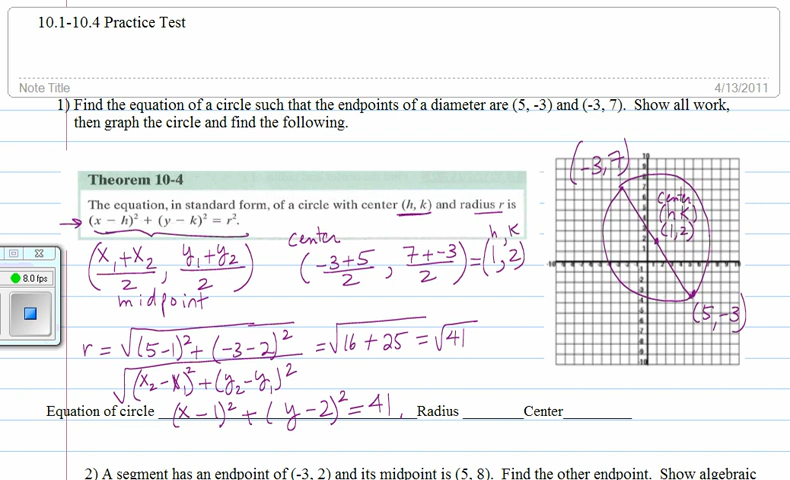 10.1-10.4 Practice Test
Note Title
4/13/2011
1) Find the equation of a circle such that the endpoints of a diameter are (5, -3) and (-3, 7). Show all work,
then graph the circle and find the following.
Theorem 10-4
The equation, in standard form, of a circle with center (h, k) and radius r is
(x − h)² + (y − k)² = r².
(-3, 7)
center
(h, k)
(1, 2)
(5, -3)
center
h, k
(x₁+x₂/2, y₁+y₂/2) (-3+5/2, 7+-3/2) = (1, 2)
midpoint
8.0 fps
r = √(5-1)² + (-3-2)² = √16 + 25 = √41
√(x₂-x₁)² + (y₂-y₁)²
Equation of circle (x-1)² + (y-2)² = 41. Radius Center
2) A segment has an endpoint of (-3, 2) and its midpoint is (5, 8). Find the other endpoint. Show algebraic